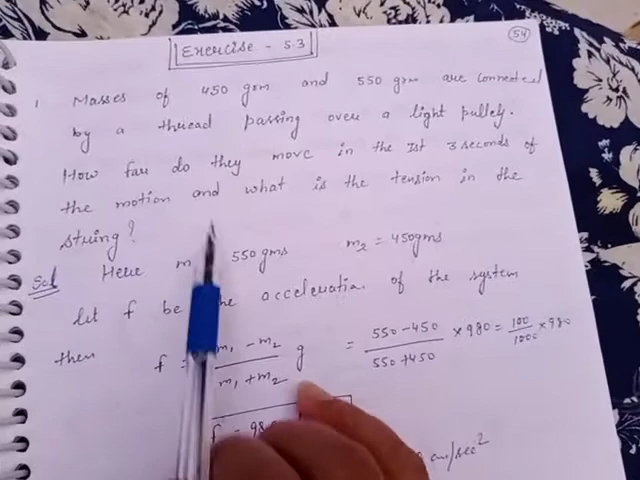 54
Exercise - 5.3
1 Masses of 450 grm and 550 grm are connected
by a thread passing over a light pulley.
How far do they move in the Ist 3 seconds of
the motion and what is the tension in the
string?
Sol Here m 550 gms m₂ = 450gms
let f be the acceleration of the system
then f = m₁ - m₂ / m₁ + m₂ g = 550 - 450 / 550 + 450 × 980 = 100 / 1000 × 980
f = 98 cm/sec²